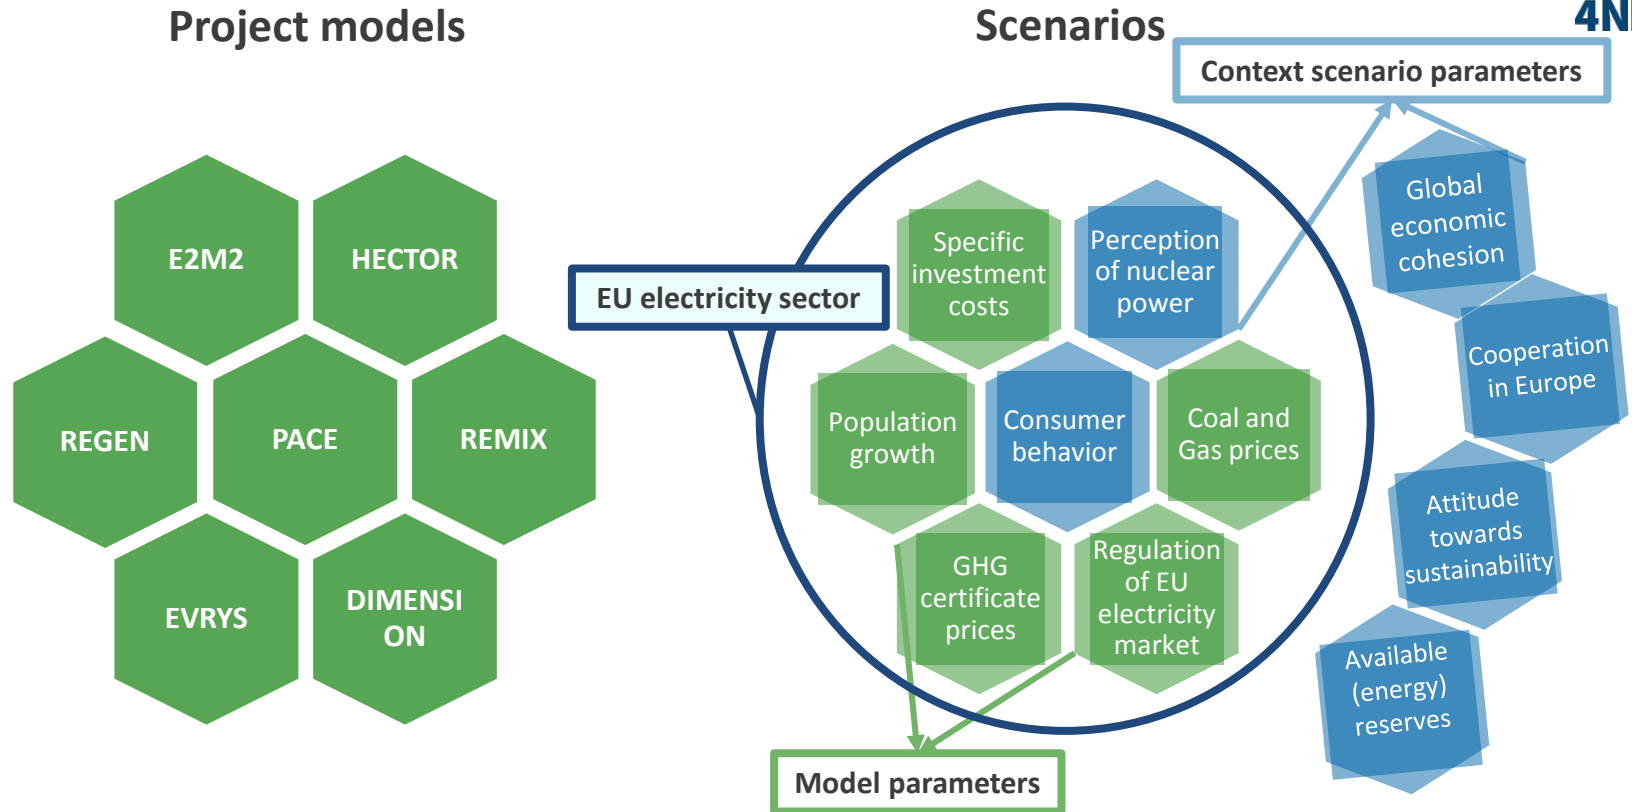 Project models
Scenarios
4N
Context scenario parameters
E2M2
HECTOR
REGEN
PACE
REMIX
EVRYS
DIMENSI
ON
EU electricity sector
Specific
investment
costs
Perception
of nuclear
power
Population
growth
Consumer
behavior
Coal and
Gas prices
GHG
certificate
prices
Regulation
of EU
electricity
market
Model parameters
Global
economic
cohesion
Cooperation
in Europe
Attitude
towards
sustainability
Available
(energy)
reserves